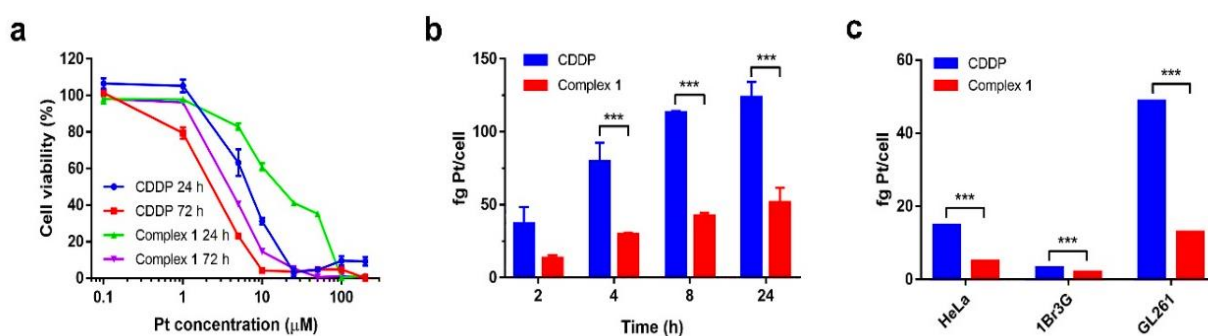 a
Cell viability (%)
120
100
80
60
40
20
0
CDDP 24 h
CDDP 72 h
Complex 1 24 h
Complex 1 72 h
0.1 1 10 100
Pt concentration (μM)
b
fg Pt/cell
150
100
50
0
CDDP
Complex 1
***
***
***
2 4 8 24
Time (h)
c
fg Pt/cell
60
40
20
0
CDDP
Complex 1
***
***
***
HeLa 1Br3G GL261